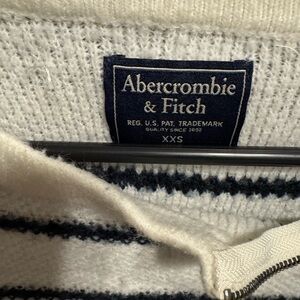 Abercrombie
& Fitch
REG. U.S. PAT. TRADEMARK
QUALITY SINCE 1892
XXS